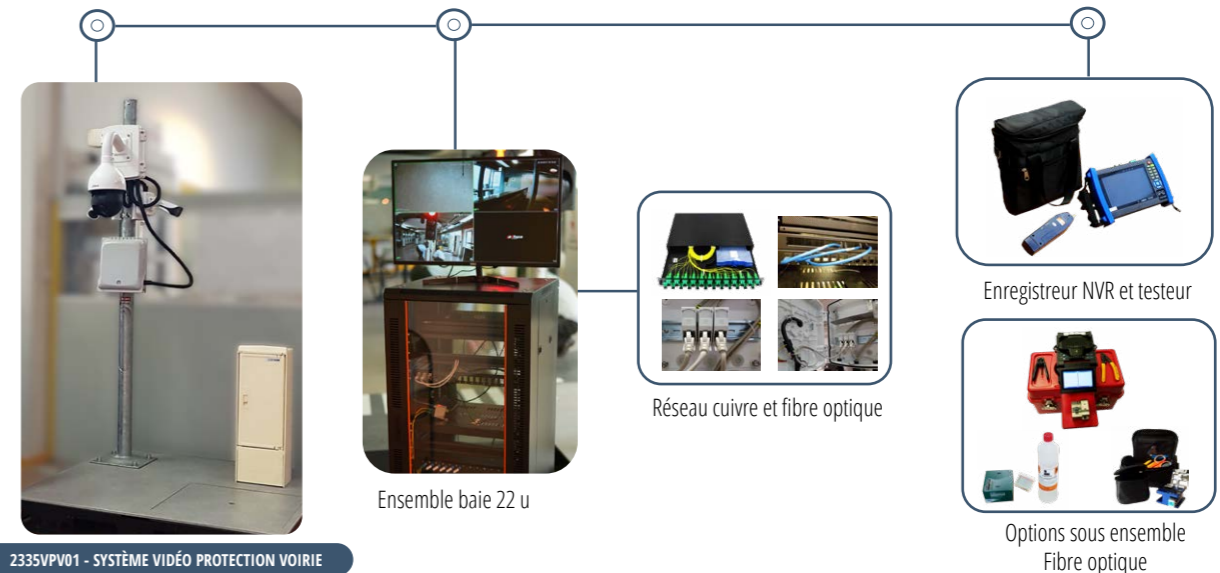 Enregistreur NVR et testeur
Réseau cuivre et fibre optique
Ensemble baie 22 u
Options sous ensemble
Fibre optique
2335VPV01 - SYSTÈME VIDÉO PROTECTION VOIRIE